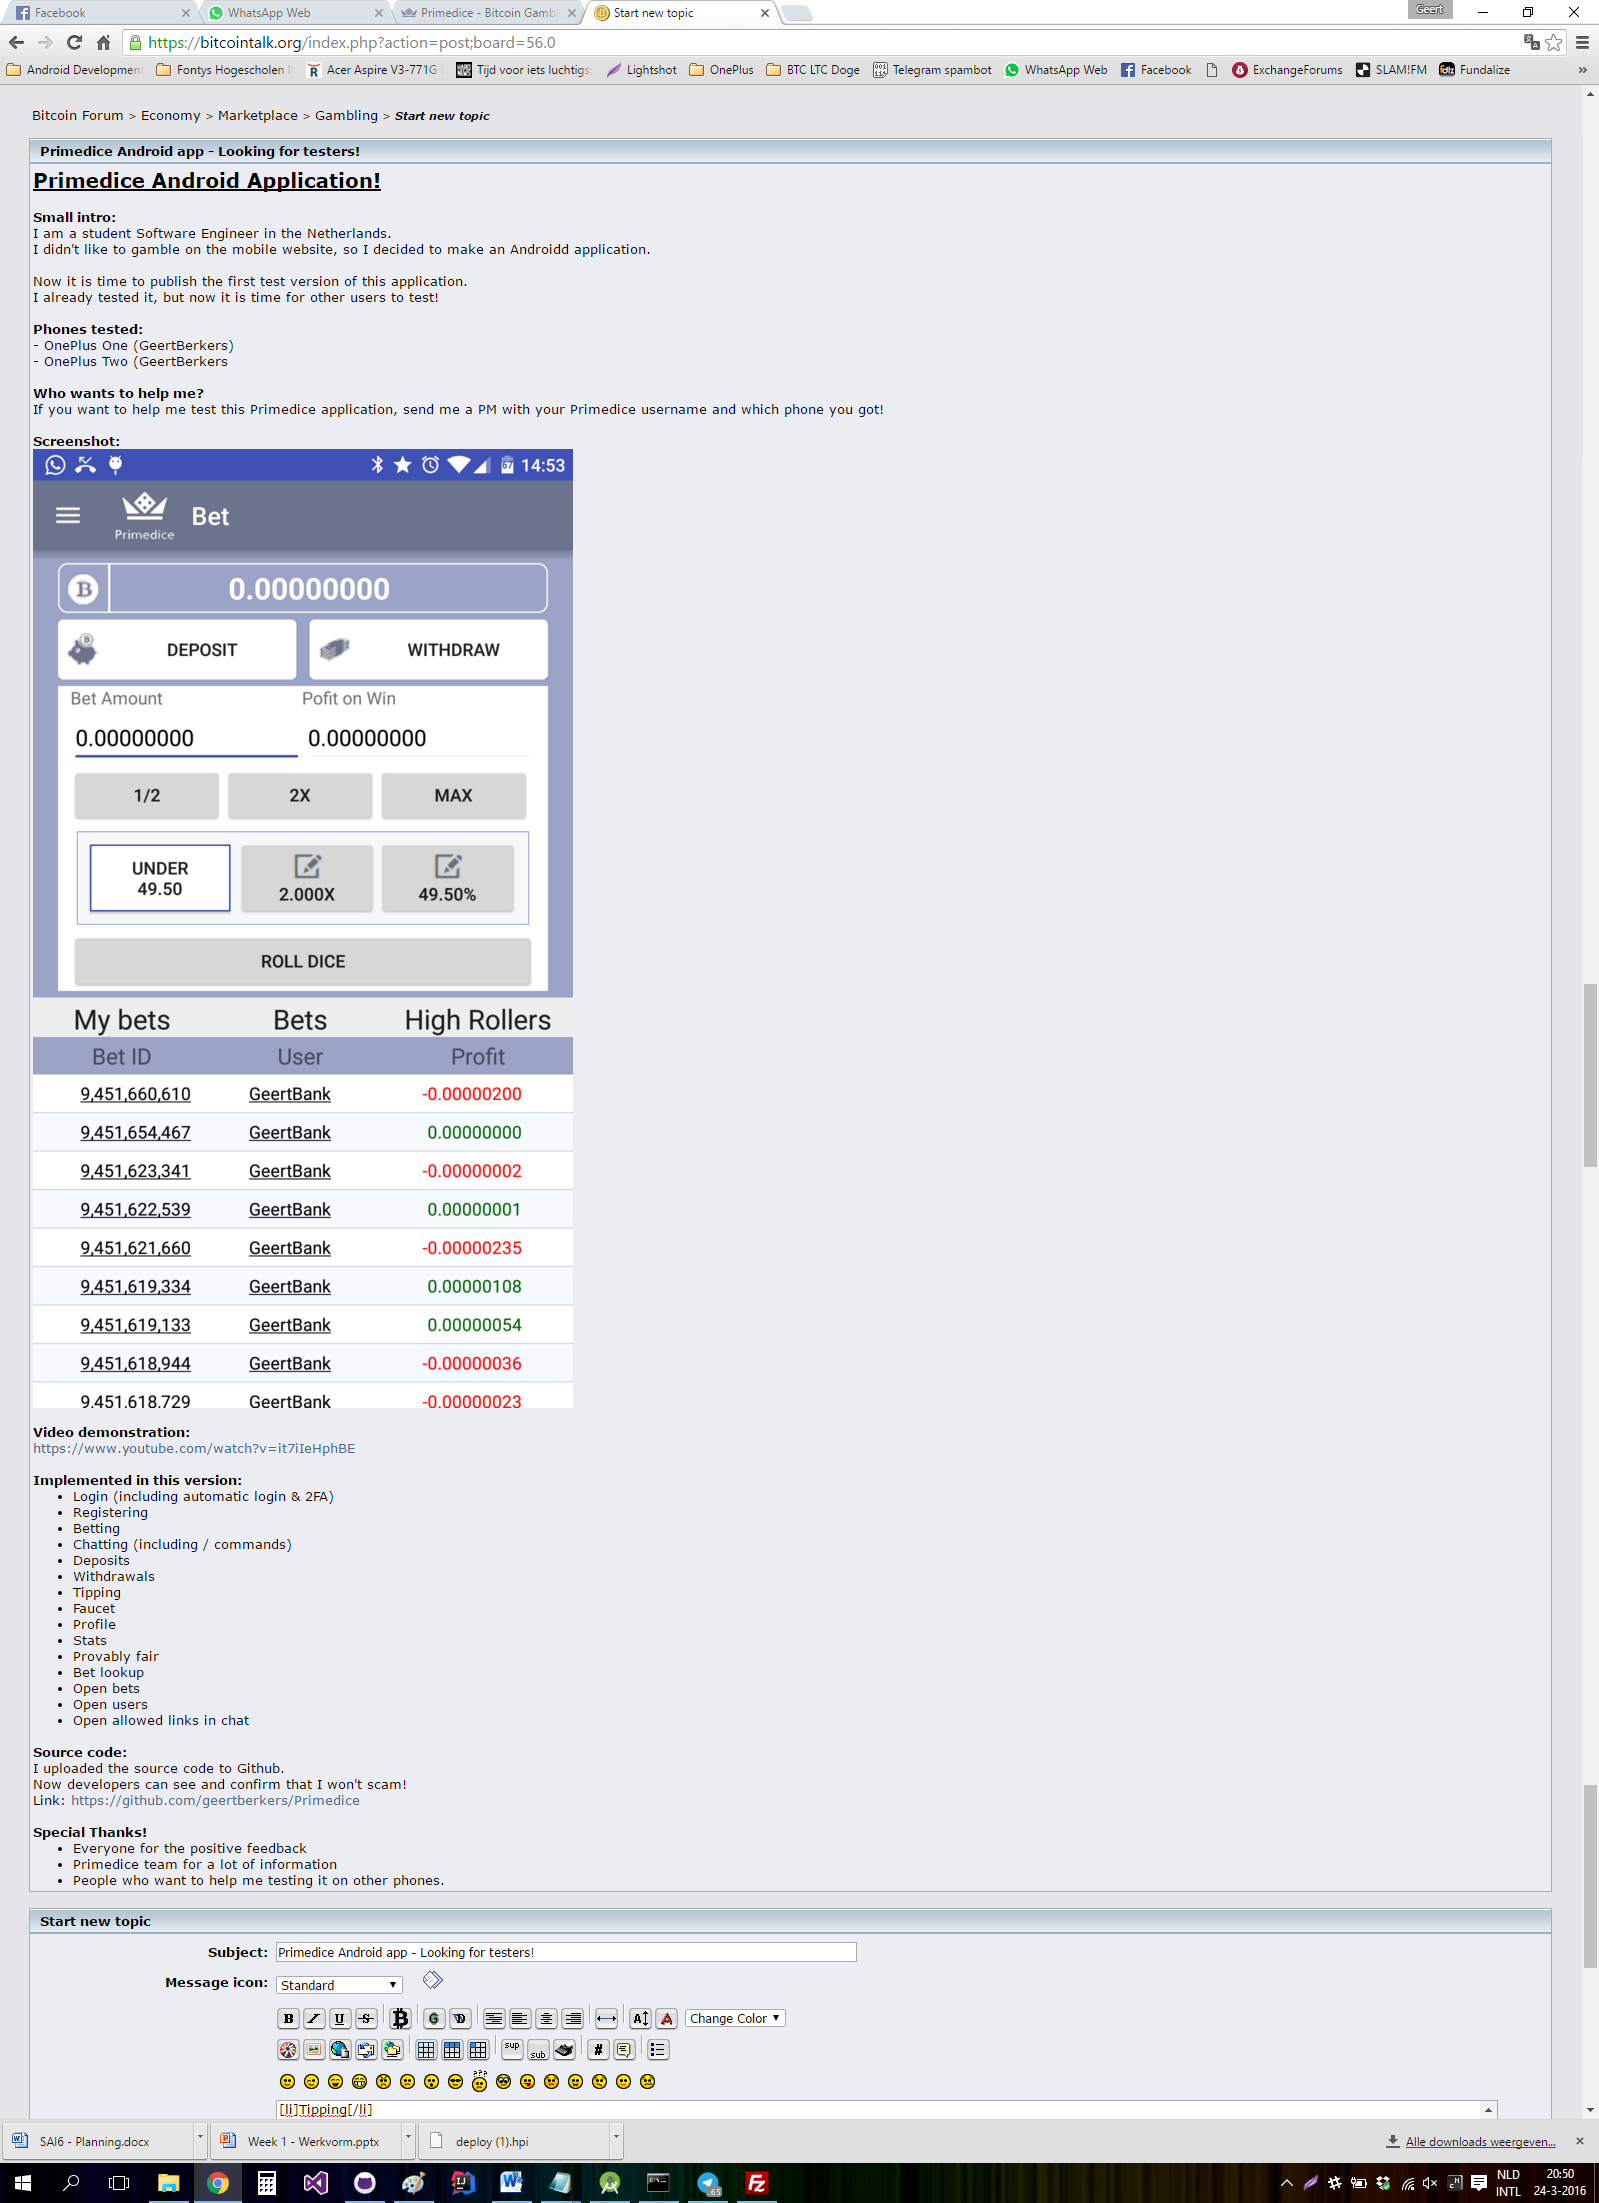 Facebook
WhatsApp Web
Primedice - Bitcoin Gambl
Start new topic
Geert
https://bitcointalk.org/index.php?action=post;board=56.0
Android Developmen
Fontys Hogescholen
Acer Aspire V3-771G
Tijd voor iets luchtigs
Lightshot
OnePlus
BTC LTC Doge
Telegram spambot
WhatsApp Web
Facebook
ExchangeForums
SLAM!FM
Fundalize
Bitcoin Forum > Economy > Marketplace > Gambling > Start new topic
Primedice Android app - Looking for testers!
Primedice Android Application!
Small intro:
I am a student Software Engineer in the Netherlands.
I didn't like to gamble on the mobile website, so I decided to make an Androidd application.
Now it is time to publish the first test version of this application.
I already tested it, but now it is time for other users to test!
Phones tested:
- OnePlus One (GeertBerkers)
- OnePlus Two (GeertBerkers
Who wants to help me?
If you want to help me test this Primedice application, send me a PM with your Primedice username and which phone you got!
Screenshot:
14:53
Primedice
Bet
0.00000000
DEPOSIT
WITHDRAW
Bet Amount
Pofit on Win
0.00000000
0.00000000
1/2
2X
MAX
UNDER
49.50
2.000X
49.50%
ROLL DICE
My bets
Bets
High Rollers
Bet ID
User
Profit
9,451,660,610 GeertBank -0.00000200
9,451,654,467 GeertBank 0.00000000
9,451,623,341 GeertBank -0.00000002
9,451,622,539 GeertBank 0.00000001
9,451,621,660 GeertBank -0.00000235
9,451,619,334 GeertBank 0.00000108
9,451,619,133 GeertBank 0.00000054
9,451,618,944 GeertBank -0.00000036
9,451,618,729 GeertBank -0.00000023
Video demonstration:
https://www.youtube.com/watch?v=it7iIeHphBE
Implemented in this version:
• Login (including automatic login & 2FA)
• Registering
• Betting
• Chatting (including / commands)
• Deposits
• Withdrawals
• Tipping
• Faucet
• Profile
• Stats
• Provably fair
• Bet lookup
• Open bets
• Open users
• Open allowed links in chat
Source code:
I uploaded the source code to Github.
Now developers can see and confirm that I won't scam!
Link: https://github.com/geertberkers/Primedice
Special Thanks!
• Everyone for the positive feedback
• Primedice team for a lot of information
• People who want to help me testing it on other phones.
Start new topic
Subject: Primedice Android app - Looking for testers!
Message icon: Standard
Change Color
sup
sub
[li]Tipping[/li]
SAI6 - Planning.docx
Week 1 - Werkvorm.pptx
deploy (1).hpi
Alle downloads weergeven...
NLD
INTL
20:50
24-3-2016